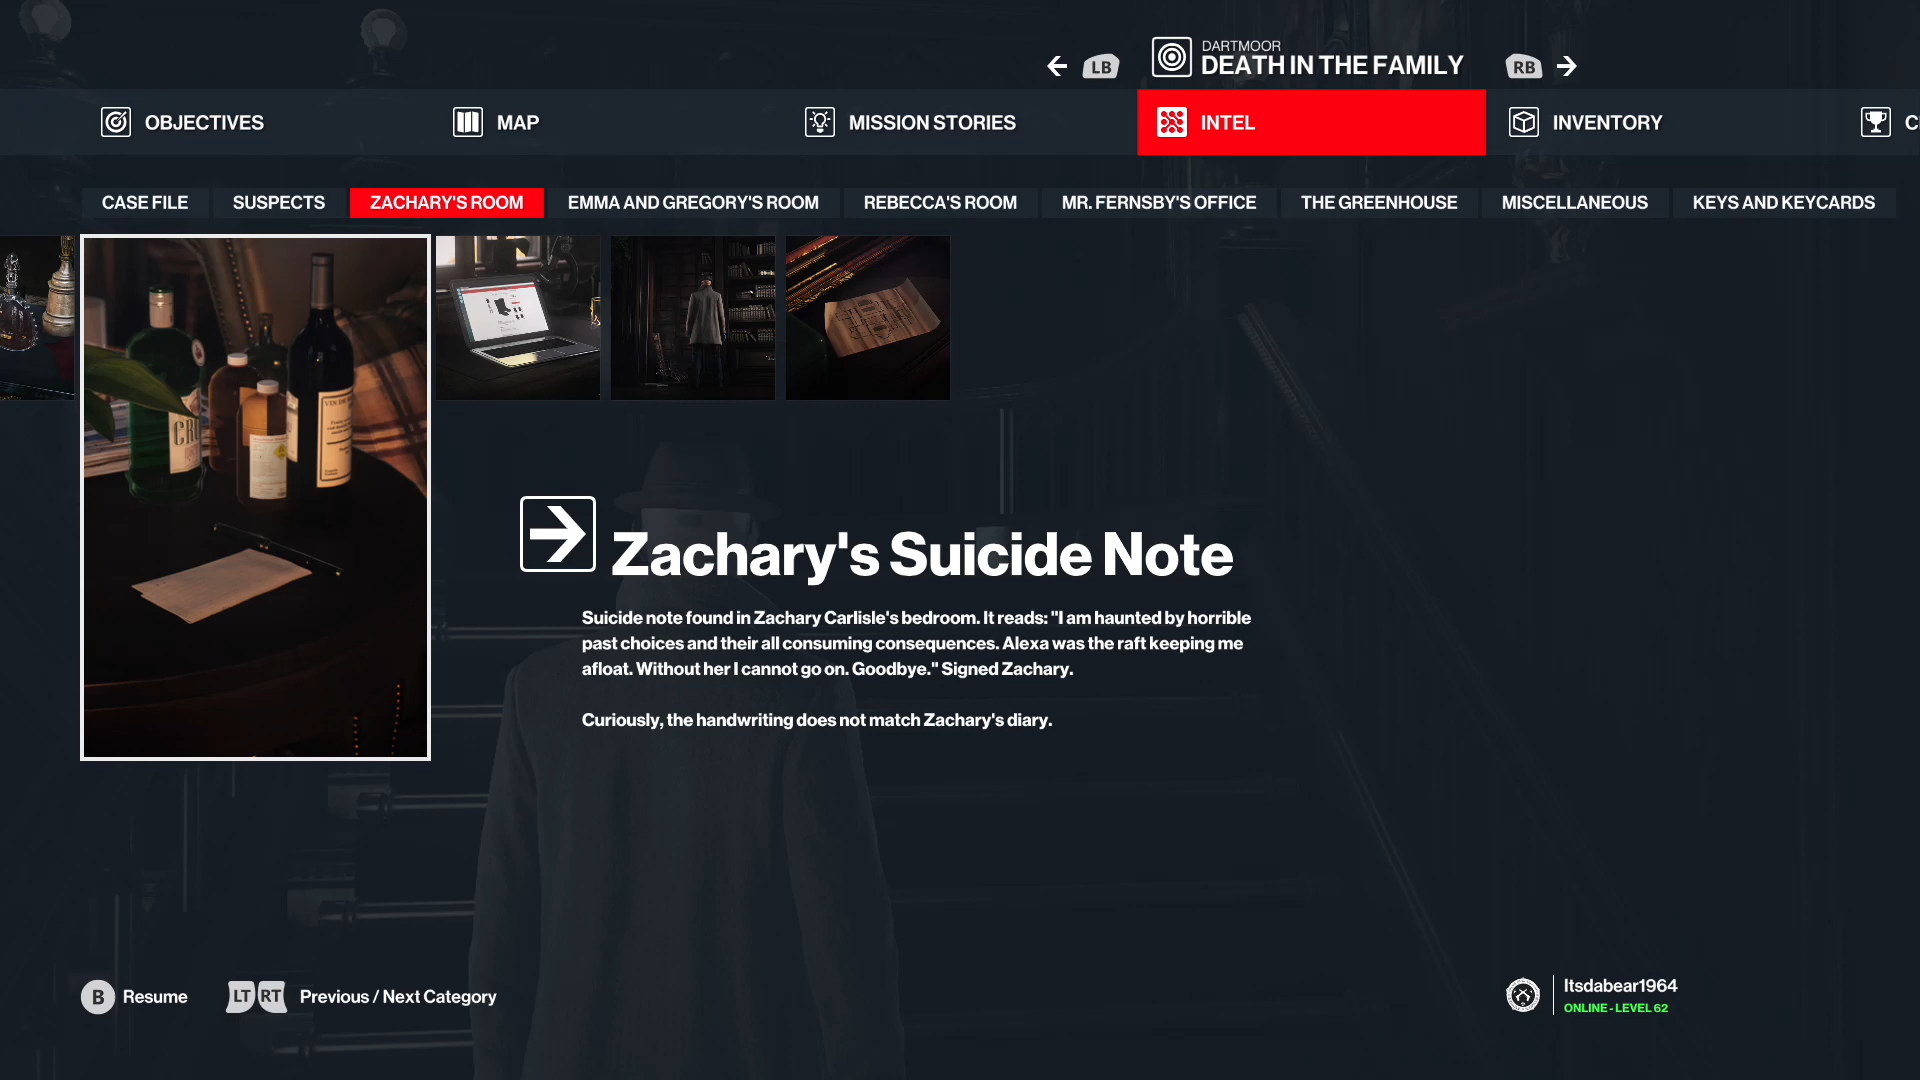 DARTMOOR
LB DEATH IN THE FAMILY RB
OBJECTIVES MAP MISSION STORIES INTEL INVENTORY C
CASE FILE SUSPECTS ZACHARY'S ROOM EMMA AND GREGORY'S ROOM REBECCA'S ROOM MR. FERNSBY'S OFFICE THE GREENHOUSE MISCELLANEOUS KEYS AND KEYCARDS
Zachary's Suicide Note
Suicide note found in Zachary Carlisle's bedroom. It reads: "I am haunted by horrible
past choices and their all consuming consequences. Alexa was the raft keeping me
afloat. Without her I cannot go on. Goodbye." Signed Zachary.
Curiously, the handwriting does not match Zachary's diary.
B Resume LT RT Previous / Next Category
Itsdabear1964
ONLINE - LEVEL 62